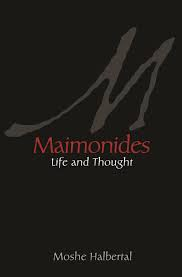 M
Maimonides
Life and Thought
Moshe Halbertal